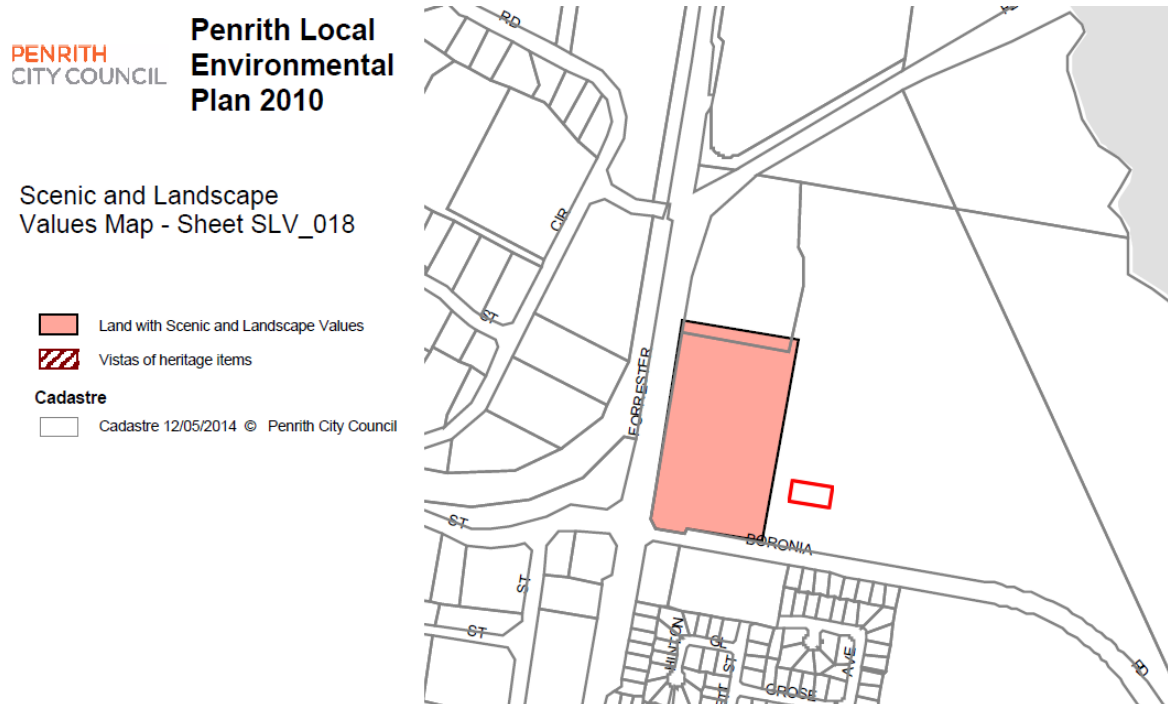 PENRITH
CITY COUNCIL
Penrith Local
Environmental
Plan 2010
Scenic and Landscape
Values Map - Sheet SLV_018
Land with Scenic and Landscape Values
Vistas of heritage items
Cadastre
Cadastre 12/05/2014 © Penrith City Council
RD
CIR
ST
FORRESTER
ST
BORONIA
ST
ST
HINTON
CL
ST
AVE
GROSE
RD